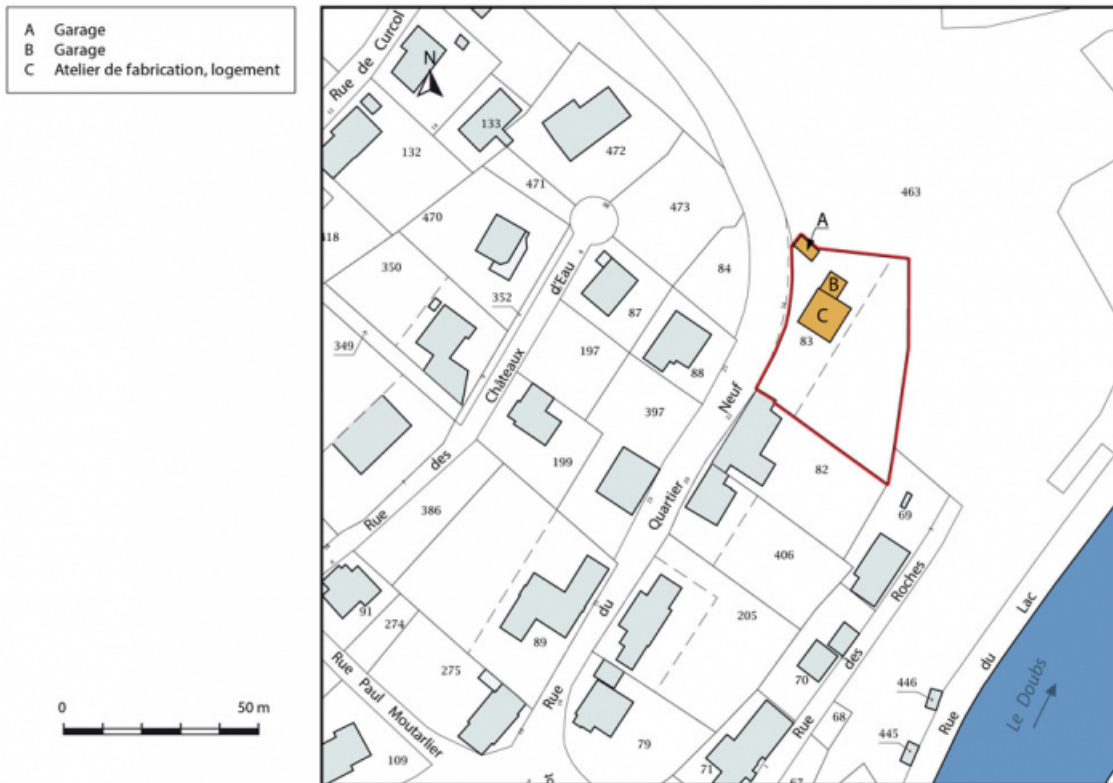 A Garage
B Garage
C Atelier de fabrication, logement
Rue de Curcol
N
133
132
472
471
473
463
418
470
A
84
350
d'Eau
352
B
87
C
83
349
197
88
Châteaux
Neuf
397
des
199
82
Quartier
386
Rue
69
406
Roches
91
du
Lac
274
205
89
des
du
275
70
446
Rue Paul Moutarlier
Rue
Le Doubs
68
Rue
0 50 m
79
Rue
445
109
71
67